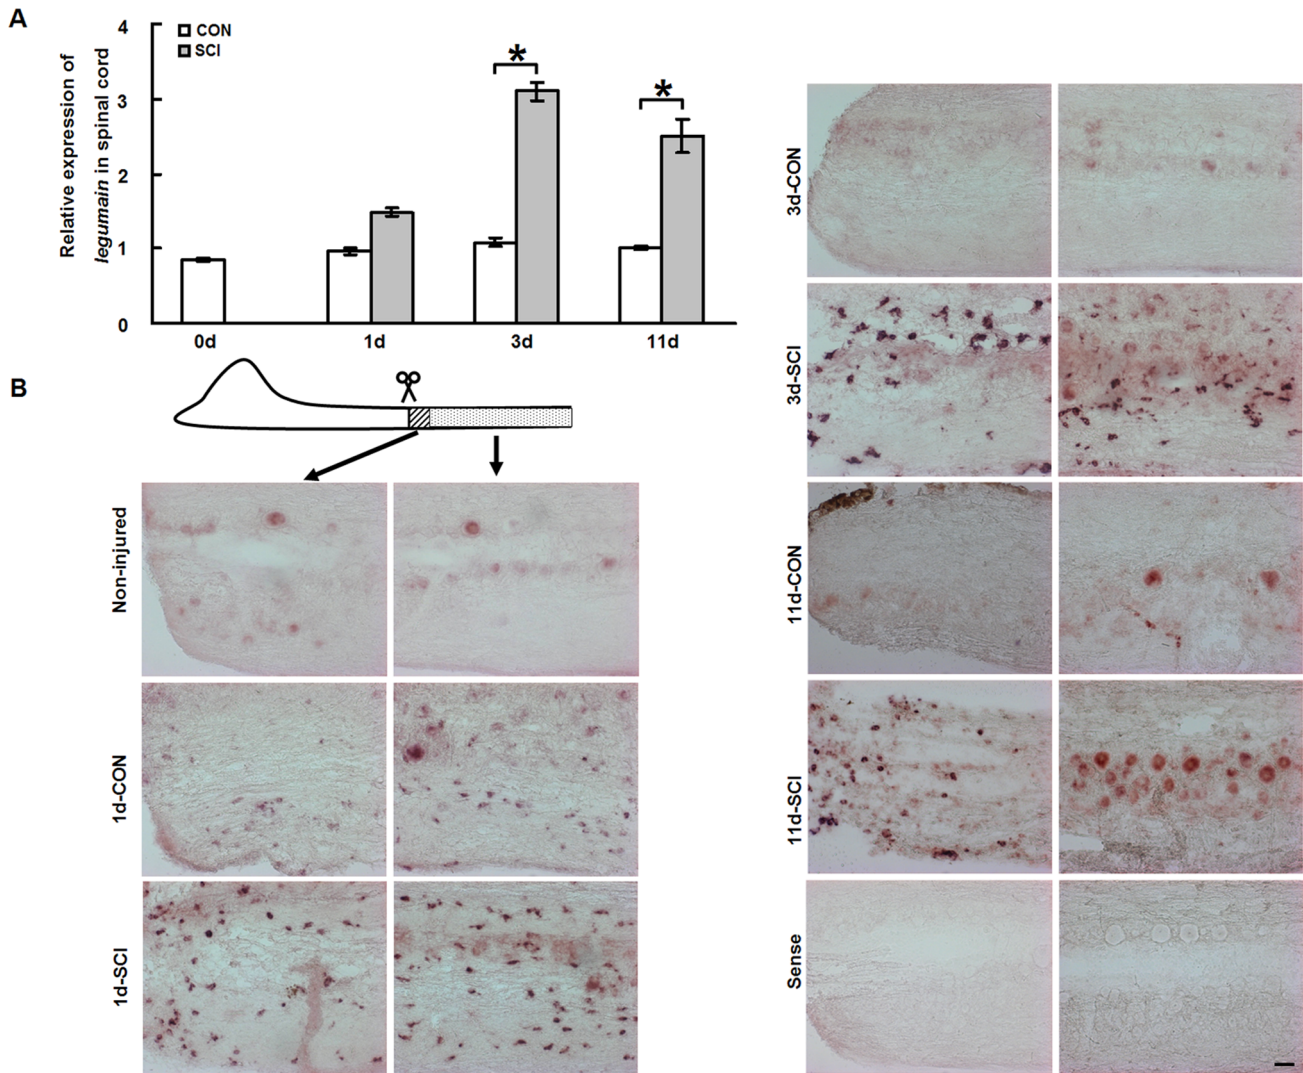 A
4
3
2
1
0
Relative expression of
legumain in spinal cord
CON
SCI
*
*
0d
1d
3d
11d
B
Non-injured
1d-CON
1d-SCI
3d-CON
3d-SCI
11d-CON
11d-SCI
Sense